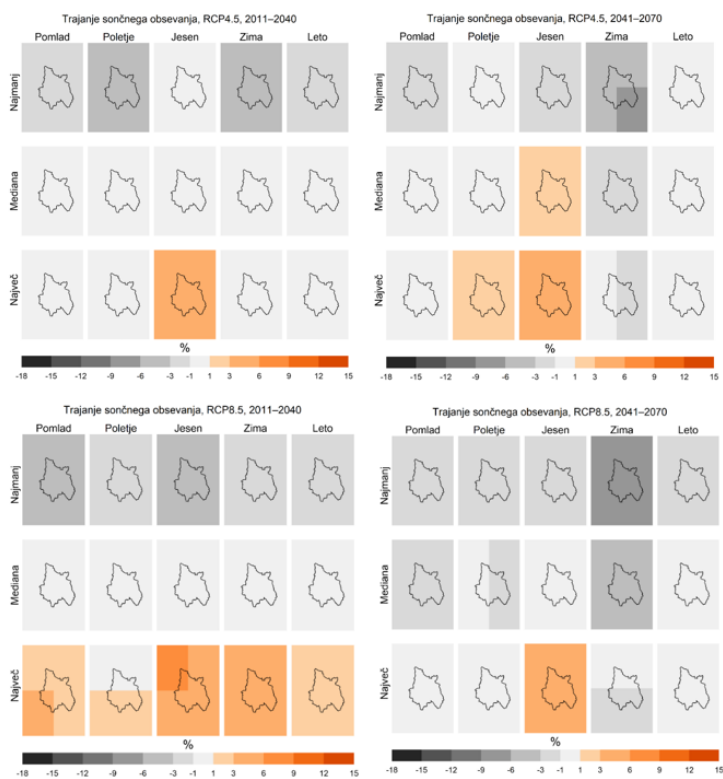 Trajanje sončnega obsevanja, RCP4.5, 2011–2040
Pomlad Poletje Jesen Zima Leto
Najmanj
Mediana
Največ
%
-18 -15 -12 -9 -6 -3 -1 1 3 6 9 12 15
Trajanje sončnega obsevanja, RCP4.5, 2041–2070
Pomlad Poletje Jesen Zima Leto
Najmanj
Mediana
Največ
%
-18 -15 -12 -9 -6 -3 -1 1 3 6 9 12 15
Trajanje sončnega obsevanja, RCP8.5, 2011–2040
Pomlad Poletje Jesen Zima Leto
Najmanj
Mediana
Največ
%
-18 -15 -12 -9 -6 -3 -1 1 3 6 9 12 15
Trajanje sončnega obsevanja, RCP8.5, 2041–2070
Pomlad Poletje Jesen Zima Leto
Najmanj
Mediana
Največ
%
-18 -15 -12 -9 -6 -3 -1 1 3 6 9 12 15